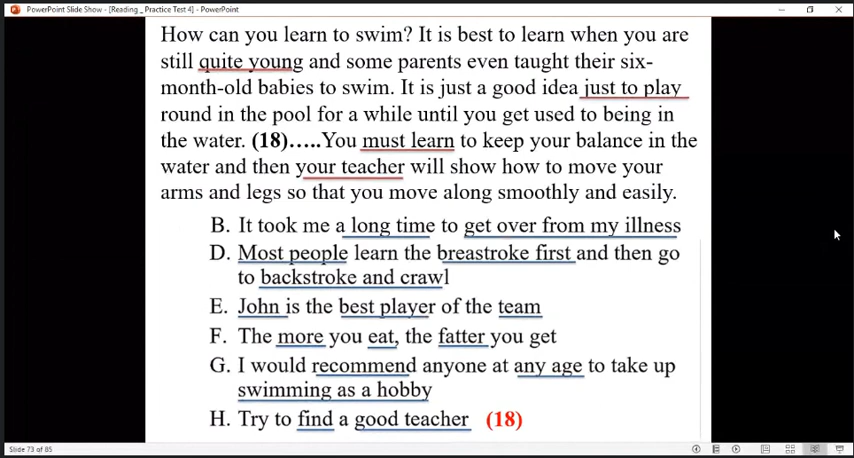 PowerPoint Slide Show - [Reading _ Practice Test 4] - PowerPoint
How can you learn to swim? It is best to learn when you are
still quite young and some parents even taught their six-
month-old babies to swim. It is just a good idea just to play
round in the pool for a while until you get used to being in
the water. (18)…..You must learn to keep your balance in the
water and then your teacher will show how to move your
arms and legs so that you move along smoothly and easily.
B. It took me a long time to get over from my illness
D. Most people learn the breastroke first and then go
to backstroke and crawl
E. John is the best player of the team
F. The more you eat, the fatter you get
G. I would recommend anyone at any age to take up
swimming as a hobby
H. Try to find a good teacher (18)
Slide 73 of 85